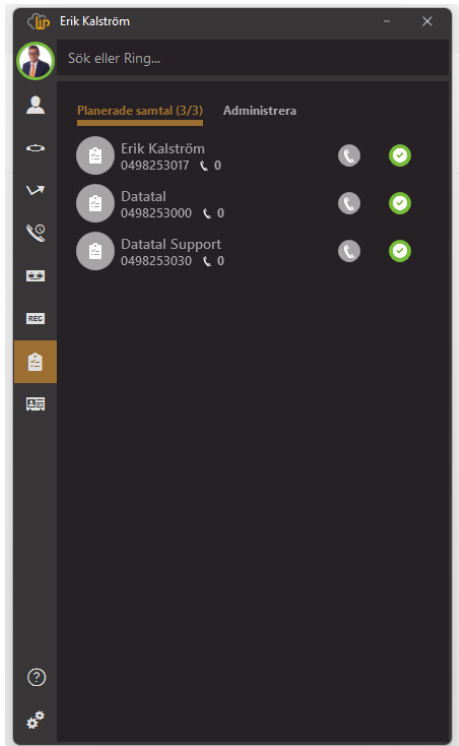 Erik Kalström
Sök eller Ring...
Planerade samtal (3/3) Administrera
Erik Kalström
0498253017 0
Datatal
0498253000 0
Datatal Support
0498253030 0
REC
?